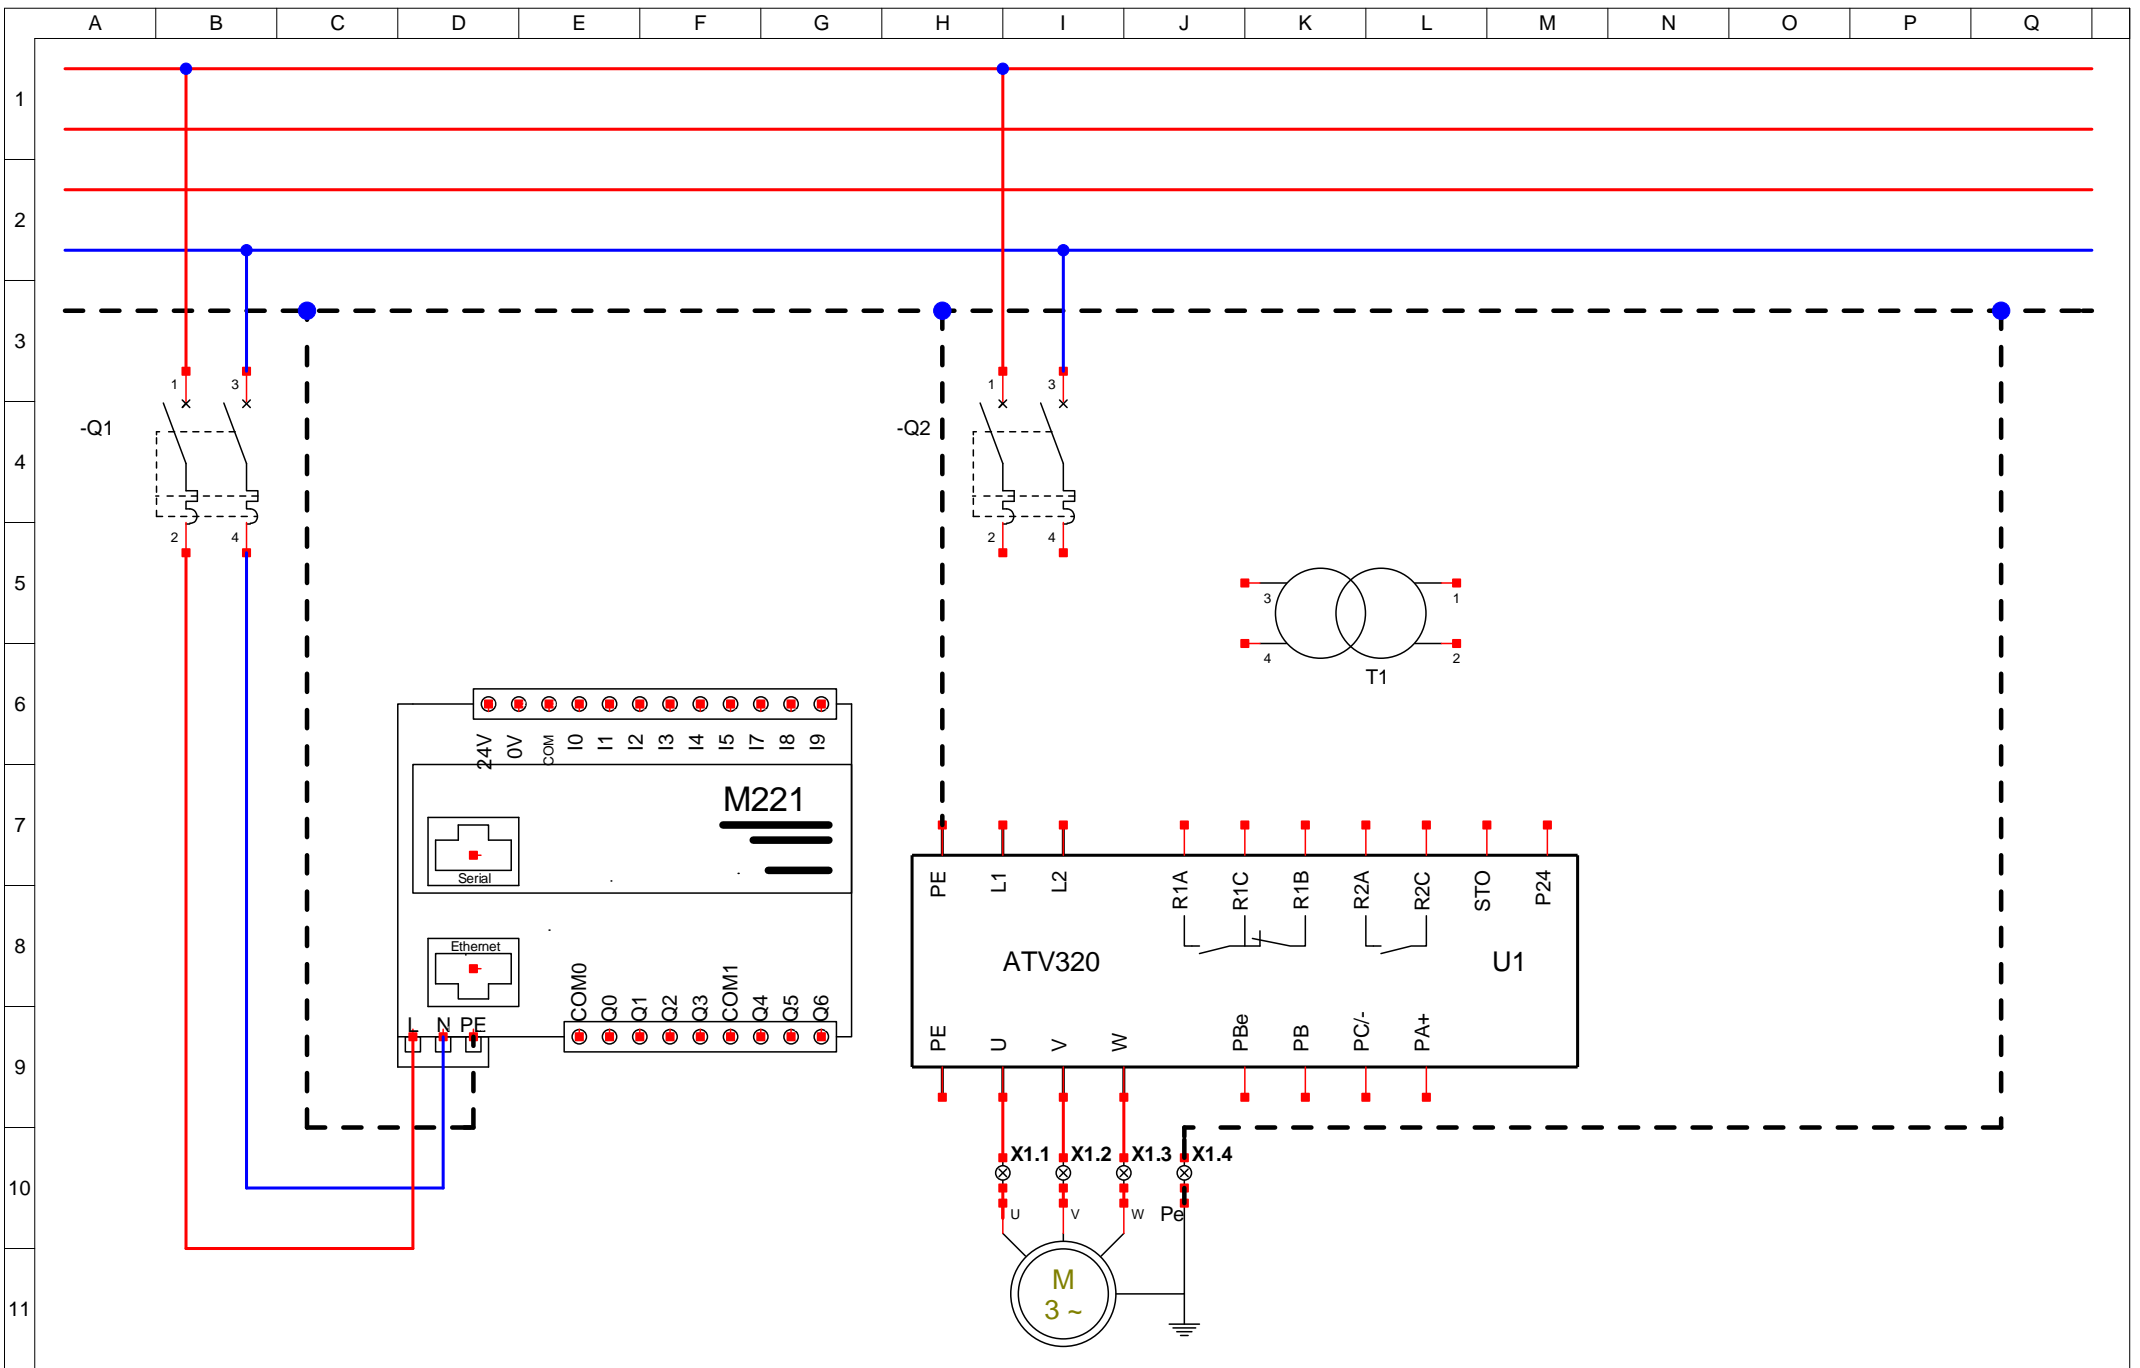 A B C D E F G H I J K L M N O P Q
1
2
3
1 3 1 3
-Q1 -Q2
4
2 4 2 4
5
3 1
4 2
T1
6
24V 0V COM I0 I1 I2 I3 I4 I5 I7 I8 I9
M221
7
Serial
PE L1 L2 R1A R1C R1B R2A R2C STO P24
8
Ethernet
ATV320 U1
COM0 Q0 Q1 Q2 Q3 COM1 Q4 Q5 Q6
L N PE
PE U V W PBe PB PC/- PA+
9
X1.1 X1.2 X1.3 X1.4
10
U V W Pe
M
3 ~
11